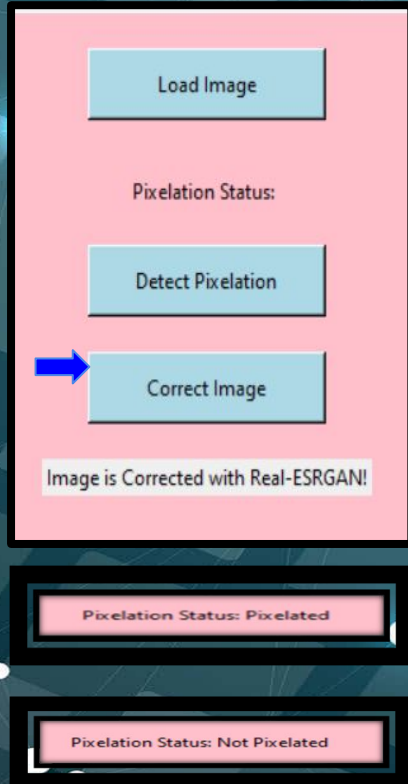 Load Image
Pixelation Status:
Detect Pixelation
Correct Image
Image is Corrected with Real-ESRGAN!
Pixelation Status: Pixelated
Pixelation Status: Not Pixelated